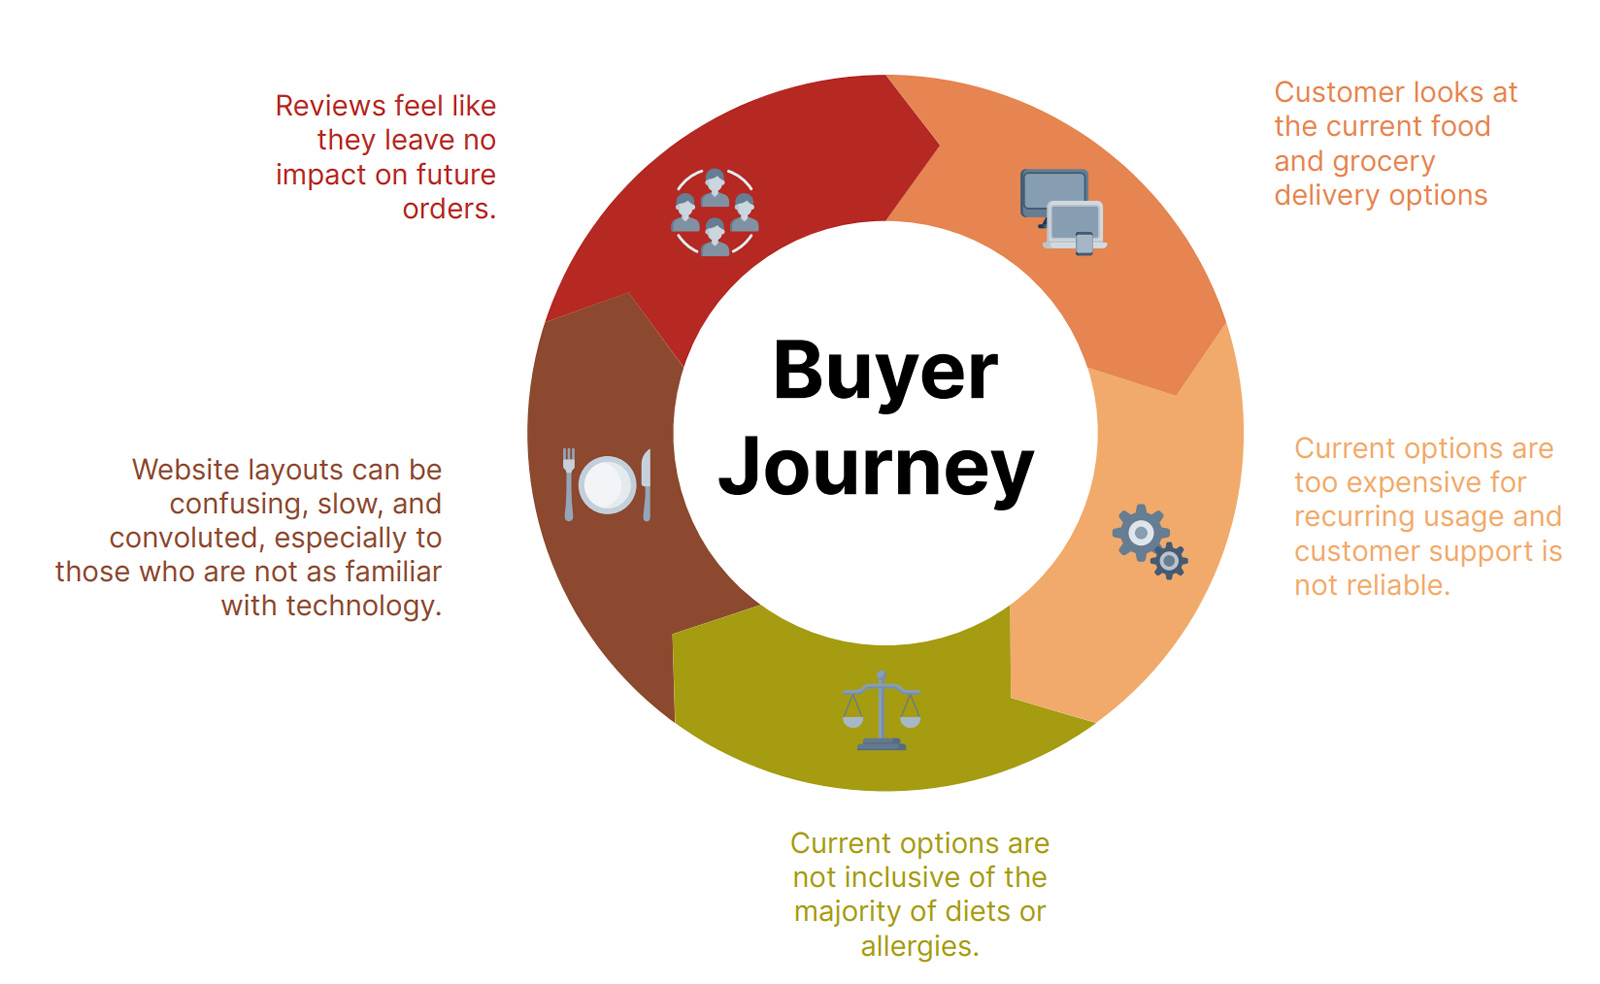 Buyer
Journey
Customer looks at
the current food
and grocery
delivery options
Current options are
too expensive for
recurring usage and
customer support is
not reliable.
Current options are
not inclusive of the
majority of diets or
allergies.
Website layouts can be
confusing, slow, and
convoluted, especially to
those who are not as familiar
with technology.
Reviews feel like
they leave no
impact on future
orders.